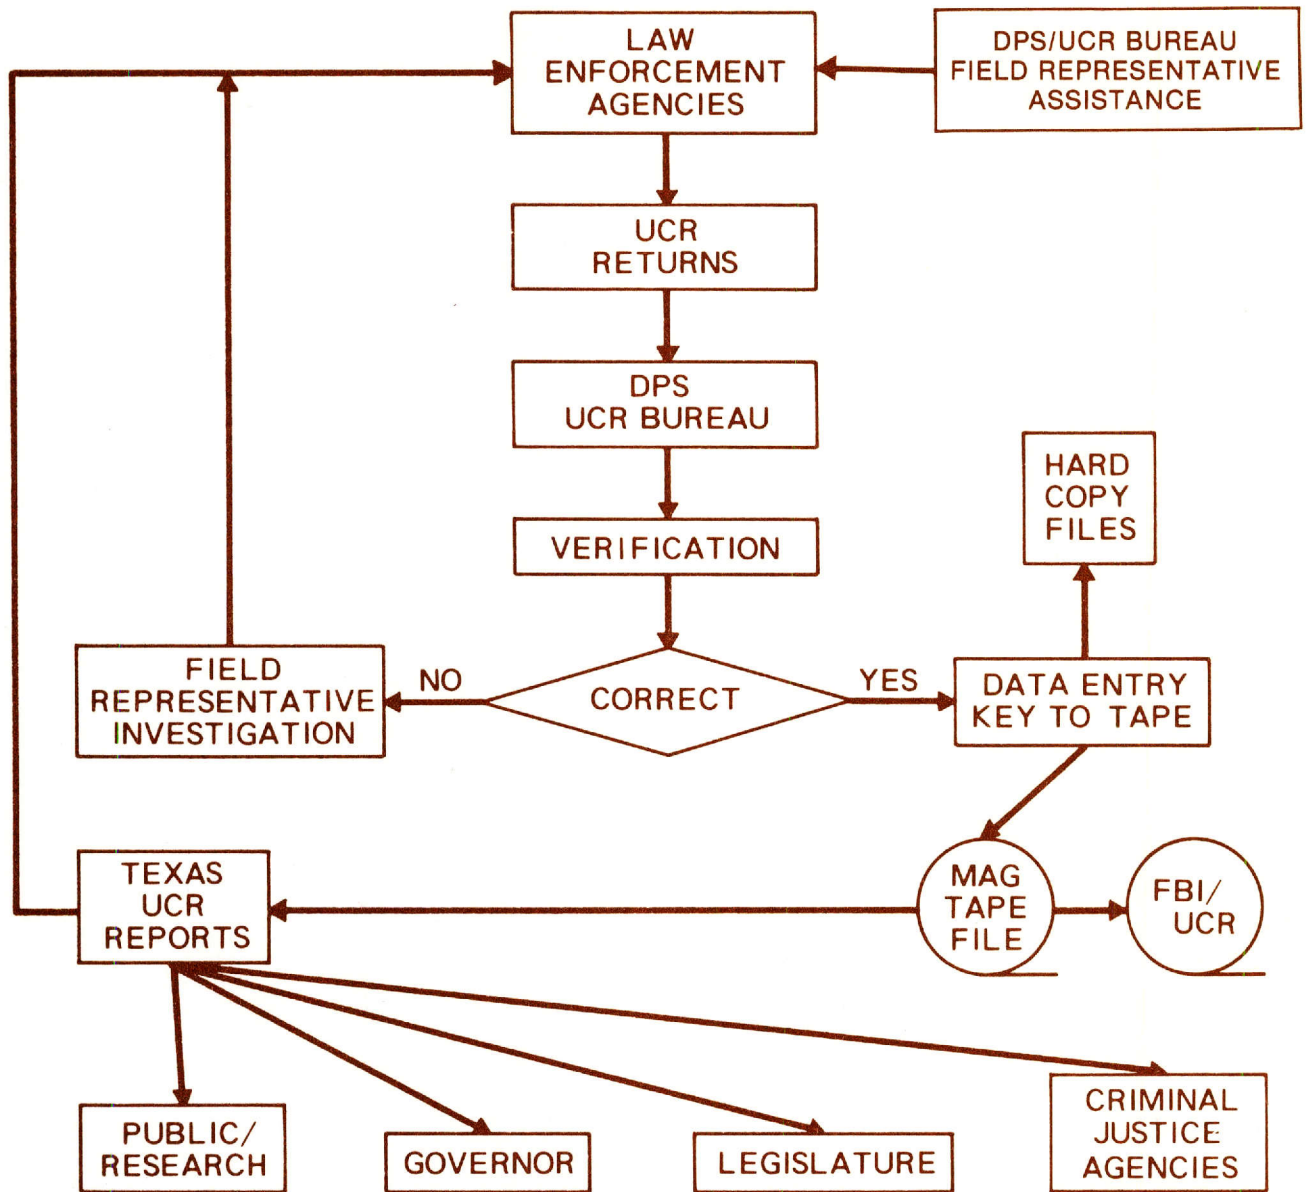 LAW
ENFORCEMENT
AGENCIES
DPS/UCR BUREAU
FIELD REPRESENTATIVE
ASSISTANCE
UCR
RETURNS
DPS
UCR BUREAU
HARD
COPY
FILES
VERIFICATION
FIELD
REPRESENTATIVE
INVESTIGATION
NO
CORRECT
YES
DATA ENTRY
KEY TO TAPE
TEXAS
UCR
REPORTS
MAG
TAPE
FILE
FBI/
UCR
PUBLIC/
RESEARCH
GOVERNOR
LEGISLATURE
CRIMINAL
JUSTICE
AGENCIES